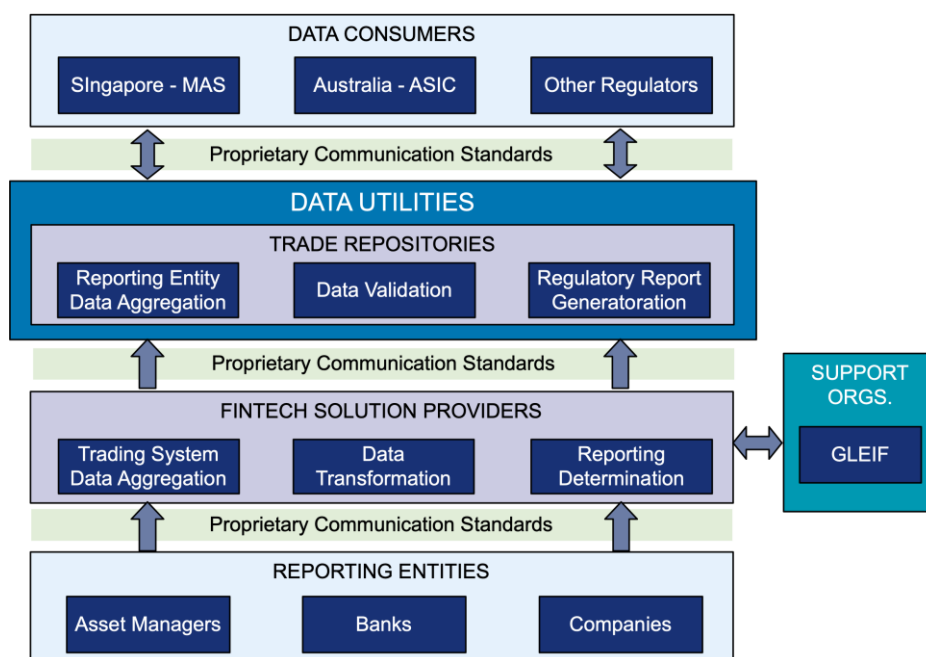 DATA CONSUMERS
SIngapore - MAS
Australia - ASIC
Other Regulators
Proprietary Communication Standards
DATA UTILITIES
TRADE REPOSITORIES
Reporting Entity
Data Aggregation
Data Validation
Regulatory Report
Generatoration
Proprietary Communication Standards
SUPPORT
ORGS.
GLEIF
FINTECH SOLUTION PROVIDERS
Trading System
Data Aggregation
Data
Transformation
Reporting
Determination
Proprietary Communication Standards
REPORTING ENTITIES
Asset Managers
Banks
Companies